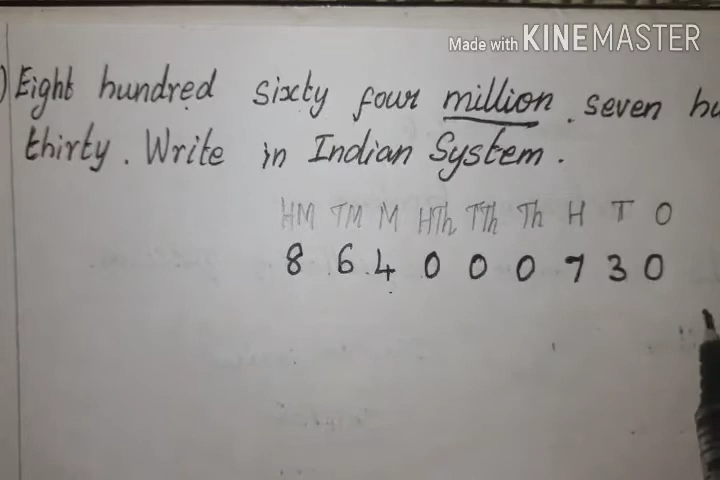 Made with KINEMASTER
) Eight hundred sixty four million . seven hu
thirty . Write in Indian System .
HM TM M HTh TTh Th H T O
8 6 4 0 0 0 7 3 0